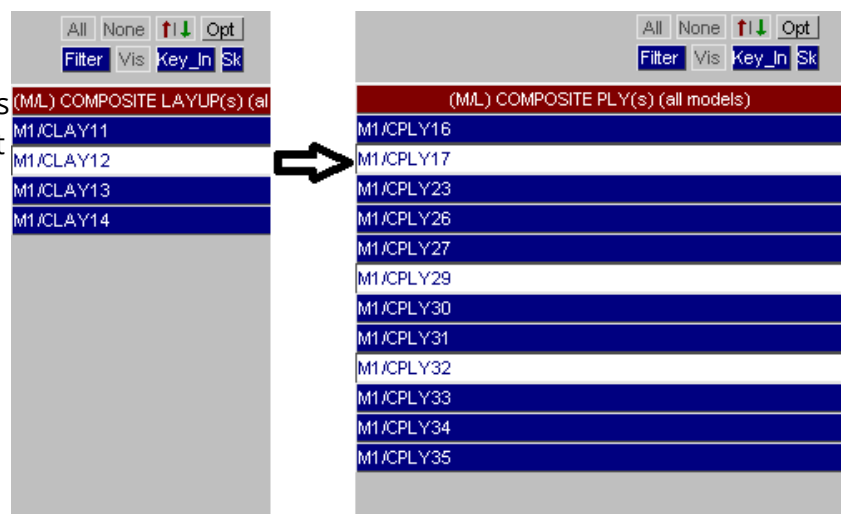 All None Opt
Filter Vis Key_In Sk
(M/L) COMPOSITE LAYUP(s) (al
M1/CLAY11
M1/CLAY12
M1/CLAY13
M1/CLAY14
s
t
All None Opt
Filter Vis Key_In Sk
(M/L) COMPOSITE PLY(s) (all models)
M1/CPLY16
M1/CPLY17
M1/CPLY23
M1/CPLY26
M1/CPLY27
M1/CPLY29
M1/CPLY30
M1/CPLY31
M1/CPLY32
M1/CPLY33
M1/CPLY34
M1/CPLY35